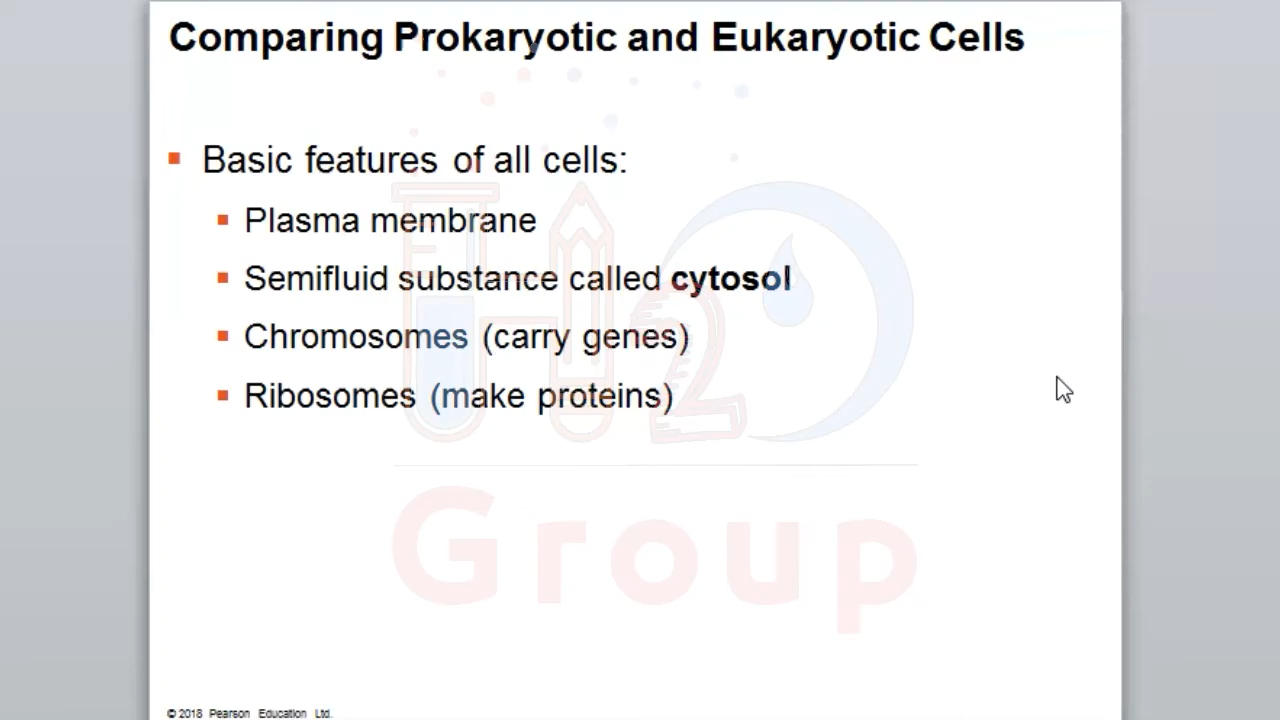 Comparing Prokaryotic and Eukaryotic Cells
Basic features of all cells:
Plasma membrane
Semifluid substance called cytosol
Chromosomes (carry genes)
Ribosomes (make proteins)
H2O
Group
© 2018 Pearson Education Ltd.